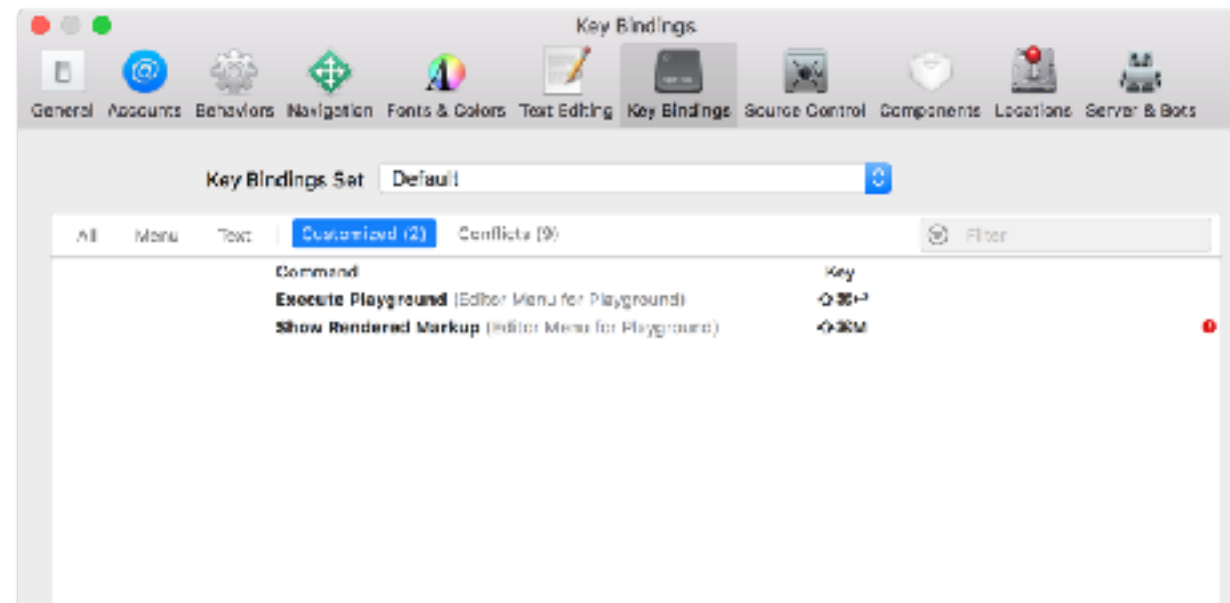 Key Bindings
General Accounts Behaviors Navigation Fonts & Colors Text Editing Key Bindings Source Control Components Locations Server & Bots
Key Bindings Set Default
All Menu Text Customized (2) Conflicts (9) Filter
Command Key
Execute Playground (Editor Menu for Playground) ⇧⌘↩
Show Rendered Markup (Editor Menu for Playground) ⇧⌘M